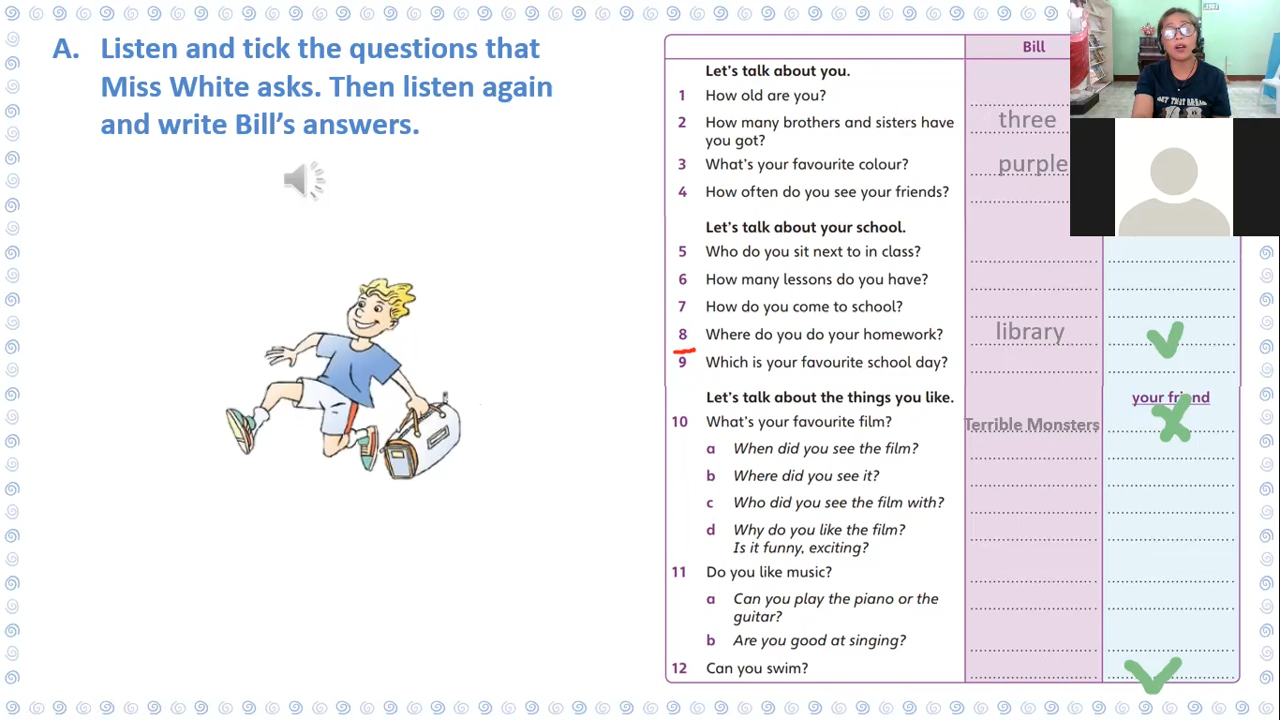 A. Listen and tick the questions that
Miss White asks. Then listen again
and write Bill's answers.
Bill
Let's talk about you.
1 How old are you?
2 How many brothers and sisters have
you got?
three
3 What's your favourite colour? purple
4 How often do you see your friends?
Let's talk about your school.
5 Who do you sit next to in class?
6 How many lessons do you have?
7 How do you come to school?
8 Where do you do your homework? library
9 Which is your favourite school day?
Let's talk about the things you like.
your friend
10 What's your favourite film? Terrible Monsters
a When did you see the film?
b Where did you see it?
c Who did you see the film with?
d Why do you like the film?
Is it funny, exciting?
11 Do you like music?
a Can you play the piano or the
guitar?
b Are you good at singing?
12 Can you swim?